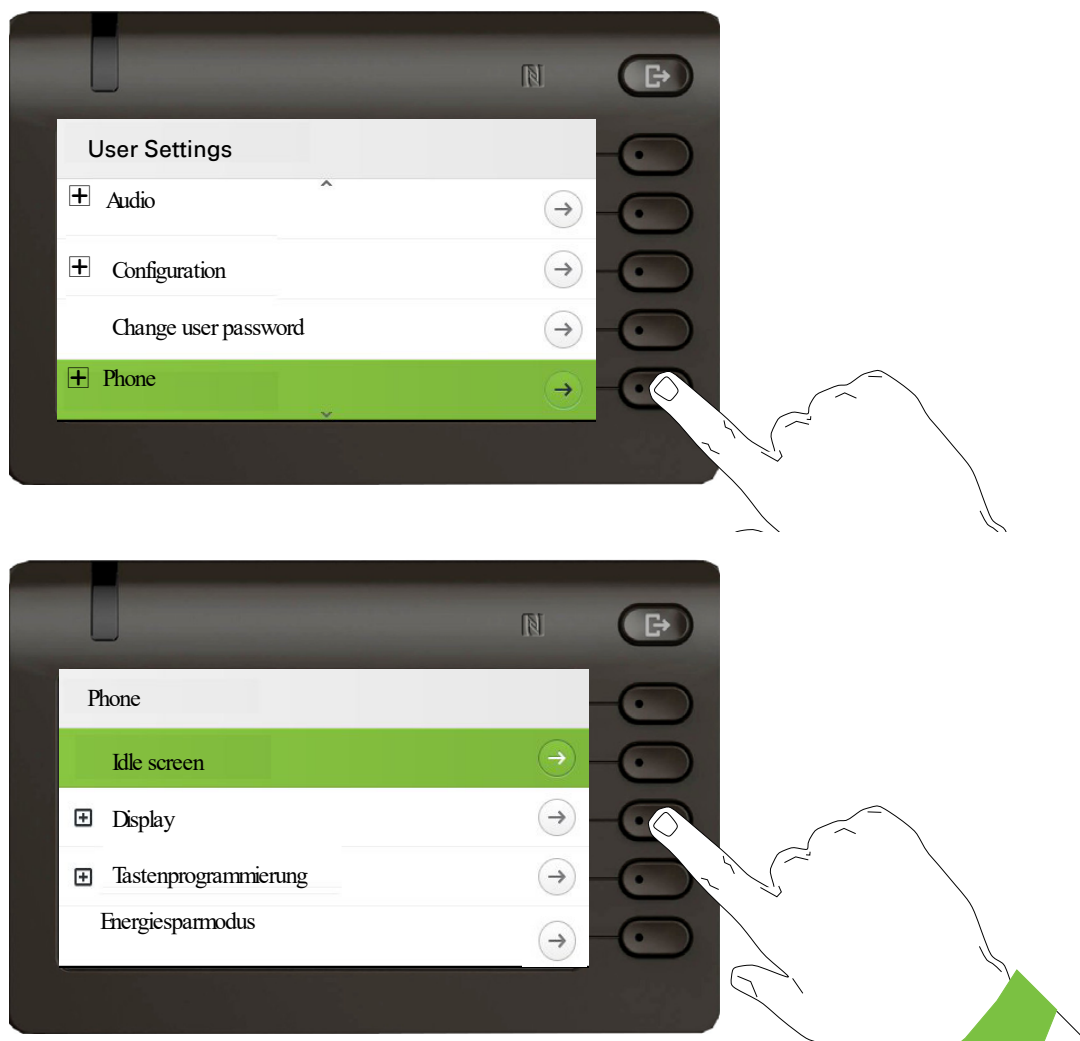 User Settings
Audio
Configuration
Change user password
Phone
Phone
Idle screen
Display
Tastenprogrammierung
Energiesparmodus